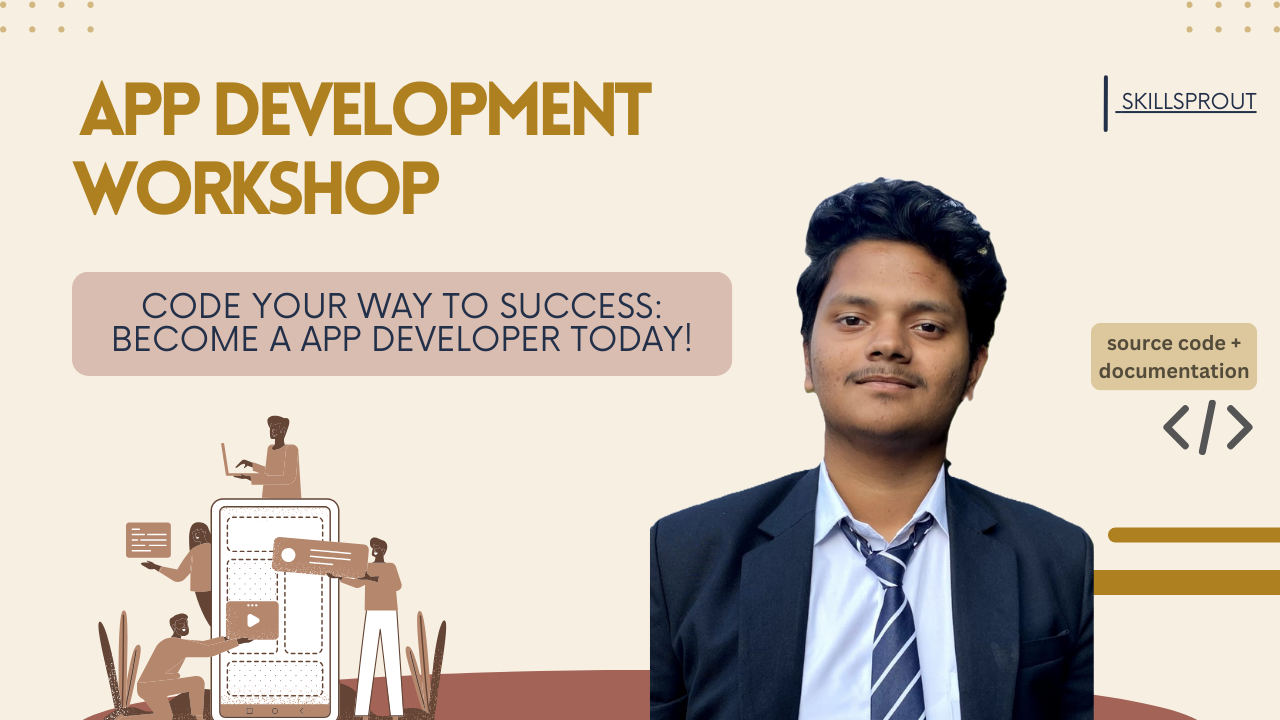 APP DEVELOPMENT
WORKSHOP
SKILLSPROUT
CODE YOUR WAY TO SUCCESS:
BECOME A APP DEVELOPER TODAY!
source code +
documentation
</>